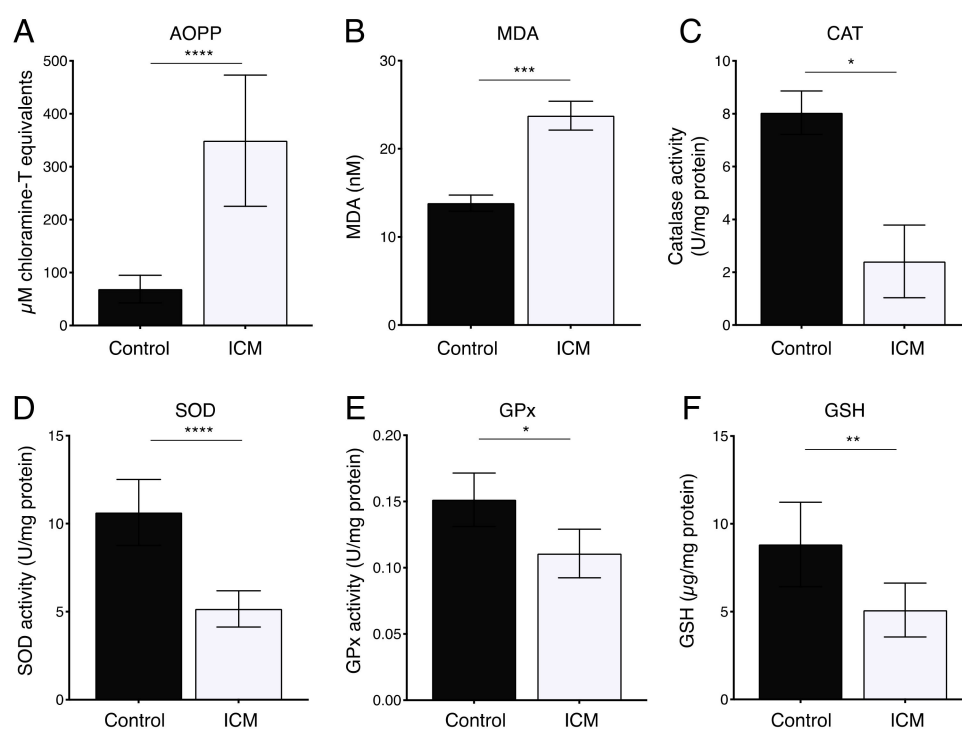 A
AOPP
****
µM chloramine-T equivalents
500
400
300
200
100
0
Control
ICM
B
MDA
***
MDA (nM)
30
20
10
0
Control
ICM
C
CAT
*
Catalase activity
(U/mg protein)
10
8
6
4
2
0
Control
ICM
D
SOD
****
SOD activity (U/mg protein)
15
10
5
0
Control
ICM
E
GPx
*
GPx activity (U/mg protein)
0.20
0.15
0.10
0.05
0.00
Control
ICM
F
GSH
**
GSH (µg/mg protein)
15
10
5
0
Control
ICM